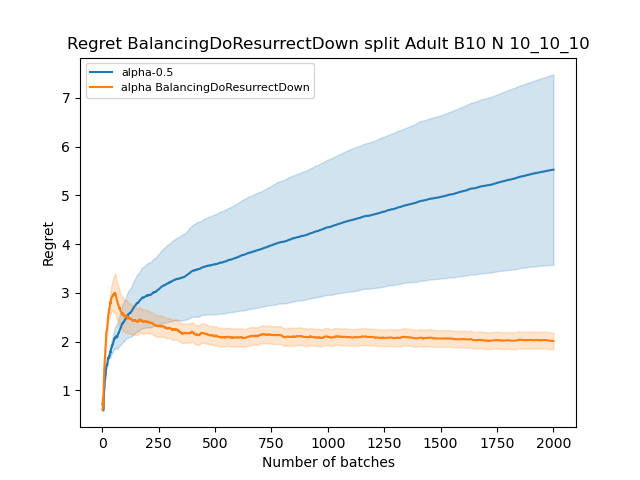 Regret BalancingDoResurrectDown split Adult B10 N 10_10_10
alpha-0.5
alpha BalancingDoResurrectDown
7
6
5
4
3
2
1
Regret
0 250 500 750 1000 1250 1500 1750 2000
Number of batches